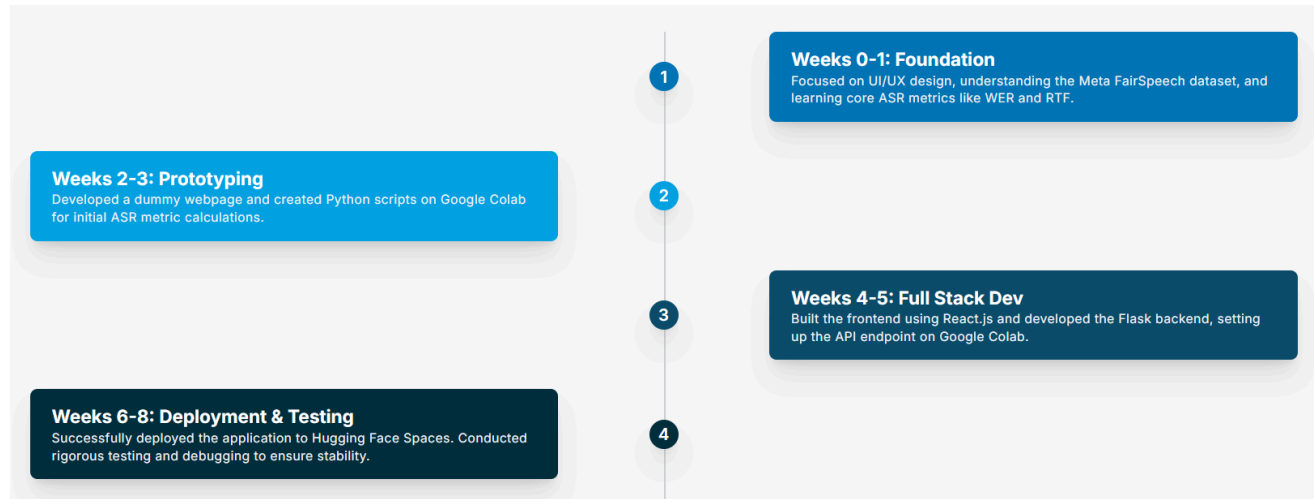 1
Weeks 0-1: Foundation
Focused on UI/UX design, understanding the Meta FairSpeech dataset, and
learning core ASR metrics like WER and RTF.
Weeks 2-3: Prototyping
Developed a dummy webpage and created Python scripts on Google Colab
for initial ASR metric calculations.
2
3
Weeks 4-5: Full Stack Dev
Built the frontend using React.js and developed the Flask backend, setting
up the API endpoint on Google Colab.
Weeks 6-8: Deployment & Testing
Successfully deployed the application to Hugging Face Spaces. Conducted
rigorous testing and debugging to ensure stability.
4